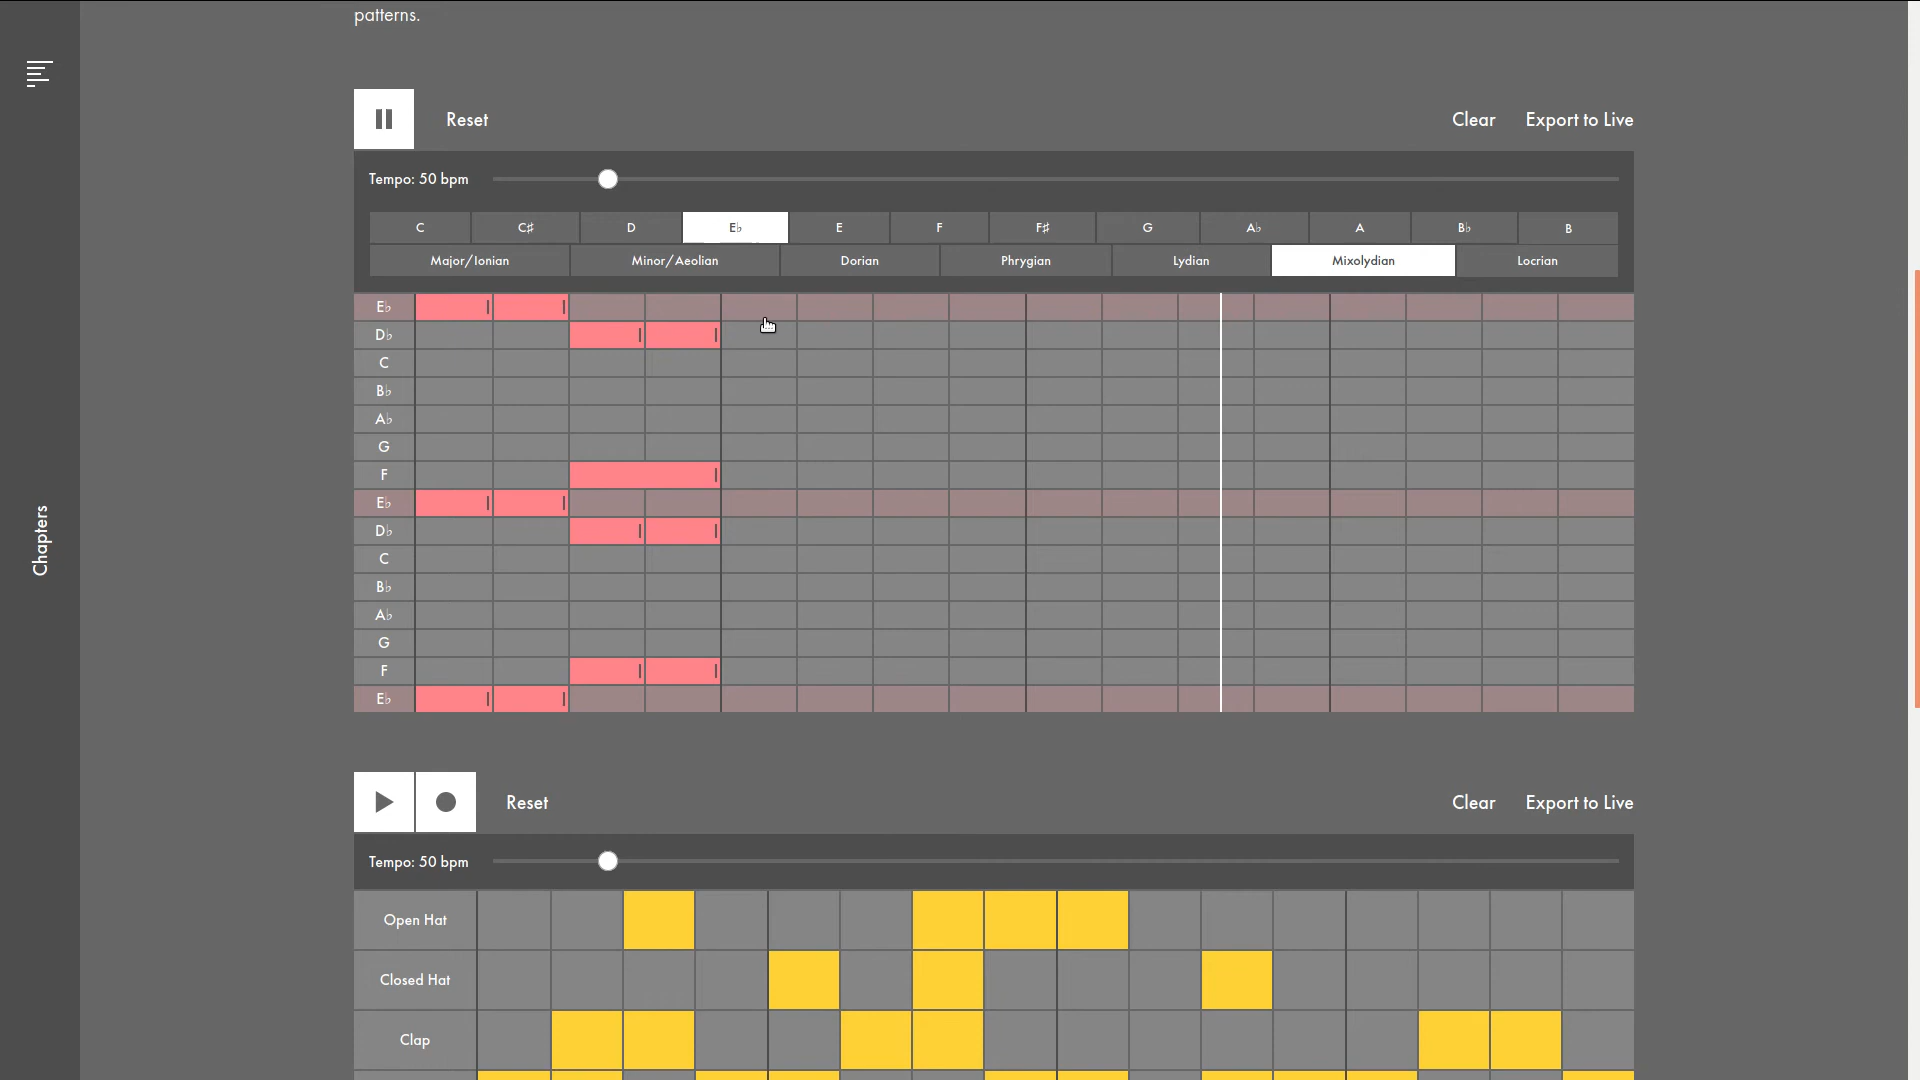 patterns.
Reset
Clear
Export to Live
Tempo: 50 bpm
C C♯ D E♭ E F F♯ G A♭ A B♭ B
Major/Ionian Minor/Aeolian Dorian Phrygian Lydian Mixolydian Locrian
E♭
D♭
C
B♭
A♭
G
F
E♭
D♭
C
B♭
A♭
G
F
E♭
Chapters
Reset
Clear
Export to Live
Tempo: 50 bpm
Open Hat
Closed Hat
Clap